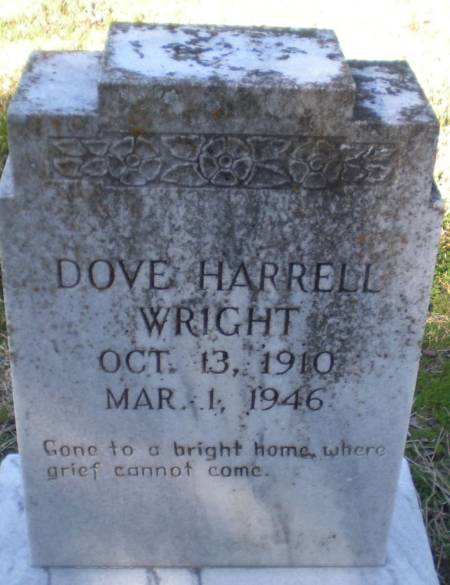 DOVE HARRELL
WRIGHT
OCT. 13, 1910
MAR. 1, 1946
Gone to a bright home, where
grief cannot come.